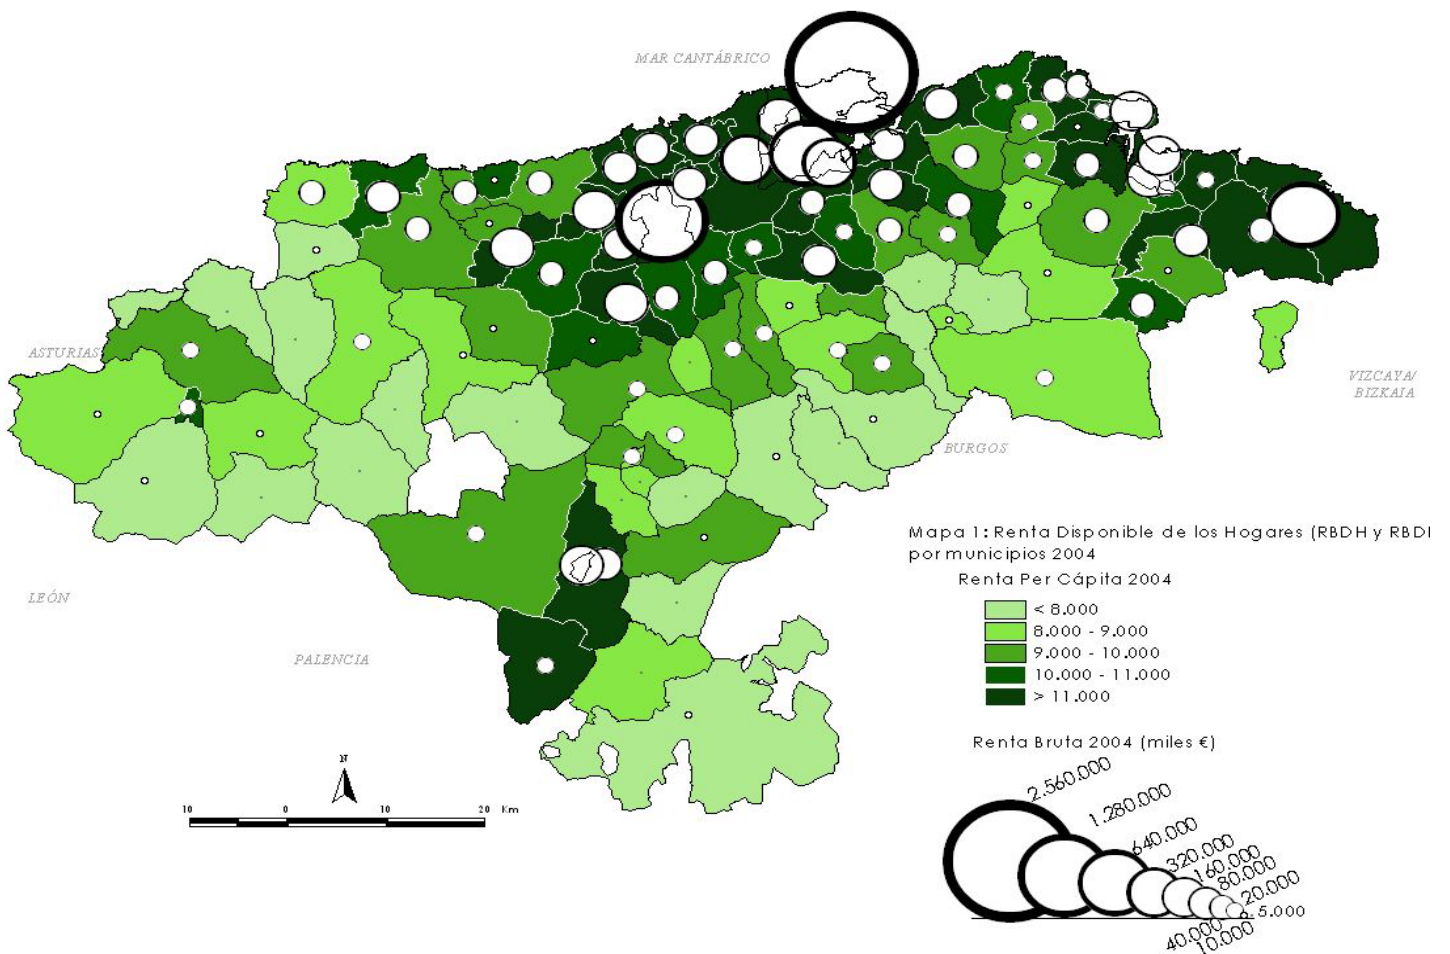 MAR CANTÁBRICO
ASTURIAS
VIZCAYA/
BIZKAIA
BURGOS
LEÓN
PALENCIA
Mapa 1: Renta Disponible de los Hogares (RBDH y RBD
por municipios 2004
Renta Per Cápita 2004
< 8.000
8.000 - 9.000
9.000 - 10.000
10.000 - 11.000
> 11.000
Renta Bruta 2004 (miles €)
2.560.000
1.280.000
640.000
320.000
160.000
80.000
20.000
5.000
40.000
10.000
N
10 0 10 20 Km